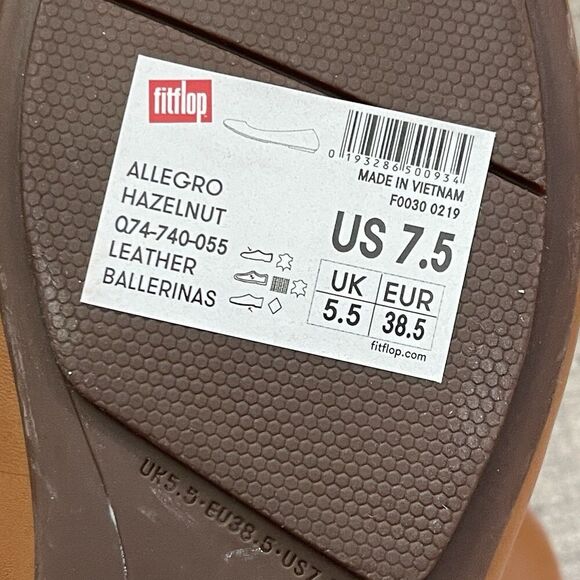 fitflop
0 193286 500934
MADE IN VIETNAM
F0030 0219
ALLEGRO
HAZELNUT
Q74-740-055
LEATHER
BALLERINAS
US 7.5
UK EUR
5.5 38.5
fitflop.com
UK5.5·EU38.5·US7.